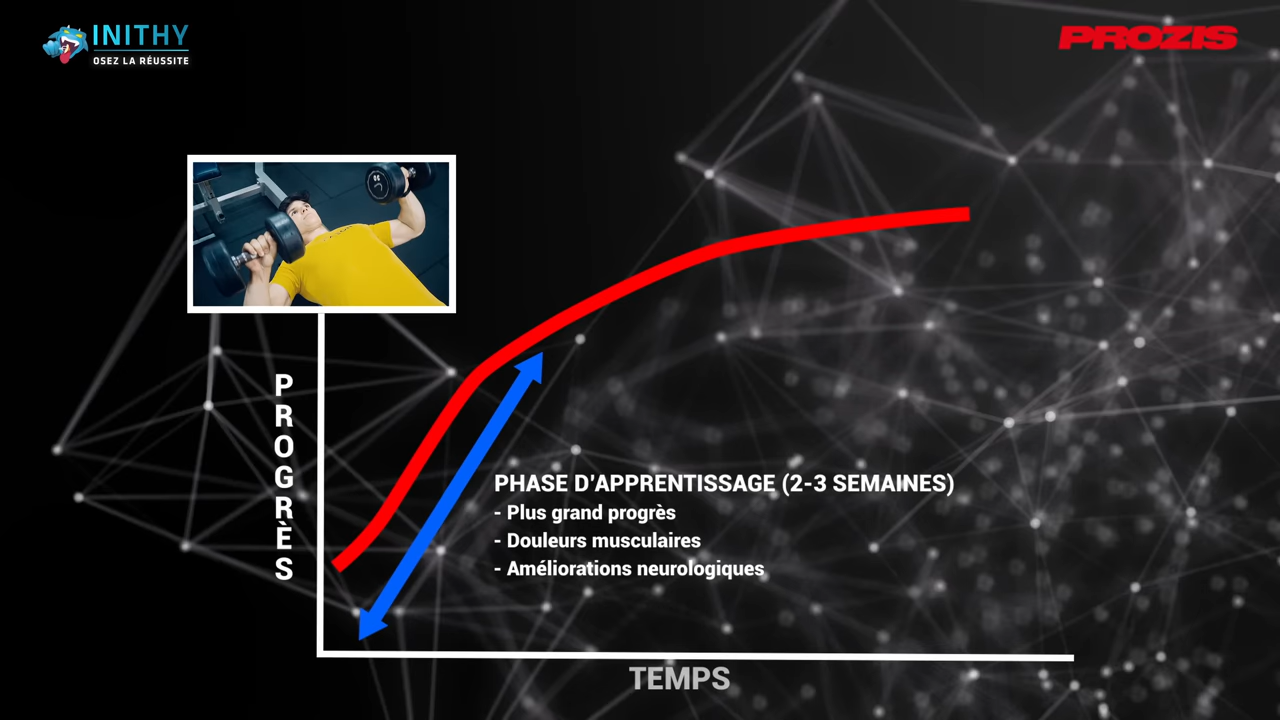 INITHY
OSEZ LA RÉUSSITE
PROZIS
PROGRÈS
PHASE D'APPRENTISSAGE (2-3 SEMAINES)
- Plus grand progrès
- Douleurs musculaires
- Améliorations neurologiques
TEMPS